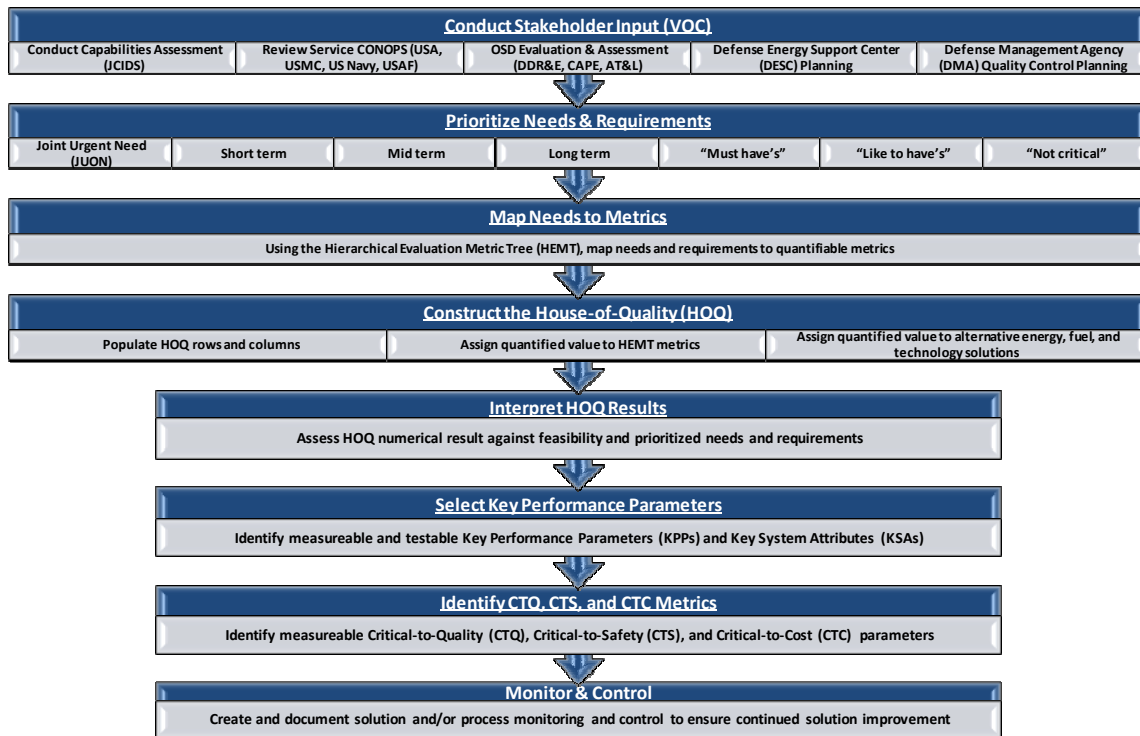 Conduct Stakeholder Input (VOC)
Conduct Capabilities Assessment
(JCIDS)
Review Service CONOPS (USA,
USMC, US Navy, USAF)
OSD Evaluation & Assessment
(DDR&E, CAPE, AT&L)
Defense Energy Support Center
(DESC) Planning
Defense Management Agency
(DMA) Quality Control Planning
Prioritize Needs & Requirements
Joint Urgent Need
(JUON)
Short term
Mid term
Long term
“Must have's”
“Like to have's”
“Not critical”
Map Needs to Metrics
Using the Hierarchical Evaluation Metric Tree (HEMT), map needs and requirements to quantifiable metrics
Construct the House-of-Quality (HOQ)
Populate HOQ rows and columns
Assign quantified value to HEMT metrics
Assign quantified value to alternative energy, fuel, and
technology solutions
Interpret HOQ Results
Assess HOQ numerical result against feasibility and prioritized needs and requirements
Select Key Performance Parameters
Identify measureable and testable Key Performance Parameters (KPPs) and Key System Attributes (KSAs)
Identify CTQ, CTS, and CTC Metrics
Identify measureable Critical-to-Quality (CTQ), Critical-to-Safety (CTS), and Critical-to-Cost (CTC) parameters
Monitor & Control
Create and document solution and/or process monitoring and control to ensure continued solution improvement